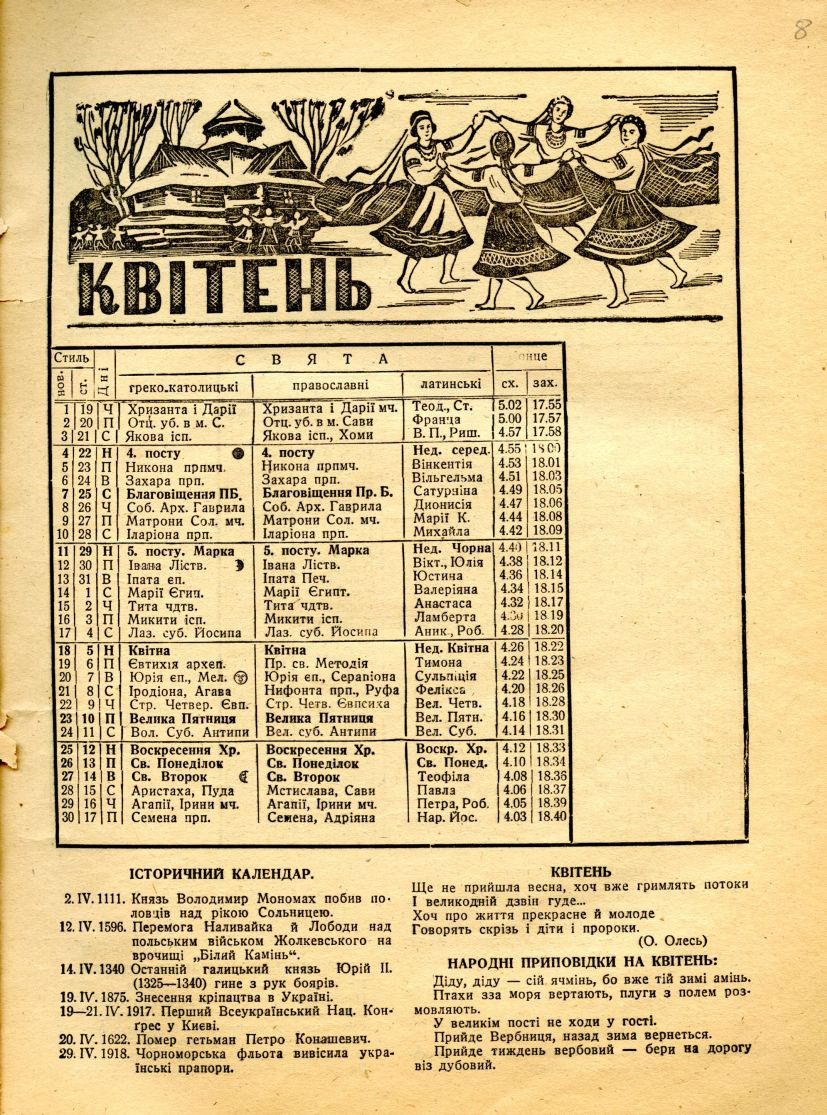 8
КВІТЕНЬ
Стиль С В Я Т А
нов. ст. Дні греко-католицькі православні латинські сх. зах.
1 19 Ч Хризанта і Дарії Хризанта і Дарії мч. Теод., Ст. 5.02 17.55
2 20 П Отц. уб. в м. С. Отц. уб. в м. Сави Франца 5.00 17.57
3 21 С Якова ісп. Якова ісп., Хоми В. П., Риш. 4.57 17.58
4 22 Н 4. посту 4. посту Нед. серед. 4.55 18 00
5 23 П Никона прпмч. Никона прпмч. Вінкентія 4.53 18.01
6 24 В Захара прп. Захара прп. Вільгельма 4.51 18.03
7 25 С Благовіщення ПБ. Благовіщення Пр. Б. Сатурніна 4.49 18.05
8 26 Ч Соб. Арх. Гаврила Соб. Арх. Гаврила Дионисія 4.47 18.06
9 27 П Матрони Сол. мч. Матрони Сол. мч. Марії К. 4.44 18.08
10 28 С Іларіона прп. Іларіона прп. Михайла 4.42 18.09
11 29 Н 5. посту. Марка 5. посту. Марка Нед. Чорна 4.40 18.11
12 30 П Івана Ліств. Івана Ліств. Вікт., Юлія 4.38 18.12
13 31 В Іпата еп. Іпата Печ. Юстина 4.36 18.14
14 1 С Марії Єгип. Марії Єгипт. Валеріяна 4.34 18.15
15 2 Ч Тита чдтв. Тита чдтв. Анастаса 4.32 18.17
16 3 П Микити ісп. Микити ісп. Ламберта 4.30 18.19
17 4 С Лаз. суб. Йосипа Лаз. суб. Йосипа Аник., Роб. 4.28 18.20
18 5 Н Квітна Квітна Нед. Квітна 4.26 18.22
19 6 П Євтихія археп. Пр. св. Методія Тимона 4.24 18.23
20 7 В Юрія єп., Мел. Юрія єп., Серапіона Сульпіція 4.22 18.25
21 8 С Іродіона, Агава Нифонта прп., Руфа Фелікса 4.20 18.26
22 9 Ч Стр. Четвер. Євп. Стр. Четв. Євпсиха Вел. Четв. 4.18 18.28
23 10 П Велика Пятниця Велика Пятниця Вел. Пятн. 4.16 18.30
24 11 С Вол. Суб. Антипи Вел. суб. Антипи Вел. Суб. 4.14 18.31
25 12 Н Воскресення Хр. Воскресення Хр. Воскр. Хр. 4.12 18.33
26 13 П Св. Понеділок Св. Понеділок Св. Понед. 4.10 18.34
27 14 В Св. Второк Св. Второк Теофіла 4.08 18.36
28 15 С Аристаха, Пуда Мстислава, Сави Павла 4.06 18.37
29 16 Ч Агапії, Ірини мч. Агапії, Ірини мч. Петра, Роб. 4.05 18.39
30 17 П Семена прп. Семена, Адріяна Нар. Йос. 4.03 18.40
ІСТОРИЧНИЙ КАЛЕНДАР.
2. IV. 1111. Князь Володимир Мономах побив по-
ловців над рікою Сольницею.
12. IV. 1596. Перемога Наливайка й Лободи над
польським військом Жолкевського на
врочищі „Білий Камінь“.
14. IV. 1340 Останній галицький князь Юрій II.
(1325—1340) гине з рук боярів.
19. IV. 1875. Знесення кріпацтва в Україні.
19—21. IV. 1917. Перший Всеукраїнський Нац. Кон-
ґрес у Києві.
20. IV. 1622. Помер гетьман Петро Конашевич.
29. IV. 1918. Чорноморська фльота вивісила укра-
їнські прапори.
КВІТЕНЬ
Ще не прийшла весна, хоч вже гримлять потоки
І великодній дзвін гуде...
Хоч про життя прекрасне й молоде
Говорять скрізь і діти і пророки.
(О. Олесь)
НАРОДНІ ПРИПОВІДКИ НА КВІТЕНЬ:
Діду, діду — сій ячмінь, бо вже тій зимі амінь.
Птахи зза моря вертають, плуги з полем роз-
мовляють.
У великім пості не ходи у гості.
Прийде Вербниця, назад зима вернеться.
Прийде тиждень вербовий — бери на дорогу
віз дубовий.